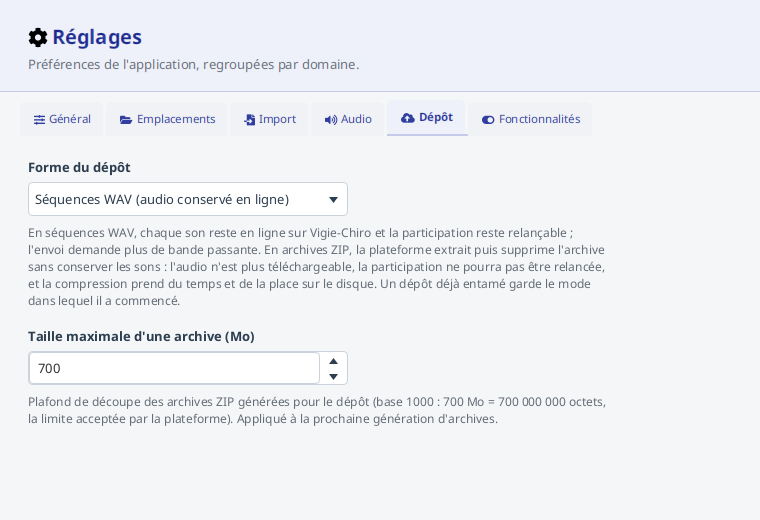 Réglages
Préférences de l'application, regroupées par domaine.
Général
Emplacements
Import
Audio
Dépôt
Fonctionnalités
Forme du dépôt
Séquences WAV (audio conservé en ligne)
En séquences WAV, chaque son reste en ligne sur Vigie-Chiro et la participation reste relançable ;
l'envoi demande plus de bande passante. En archives ZIP, la plateforme extrait puis supprime l'archive
sans conserver les sons : l'audio n'est plus téléchargeable, la participation ne pourra pas être relancée,
et la compression prend du temps et de la place sur le disque. Un dépôt déjà entamé garde le mode
dans lequel il a commencé.
Taille maximale d'une archive (Mo)
700
Plafond de découpe des archives ZIP générées pour le dépôt (base 1000 : 700 Mo = 700 000 000 octets,
la limite acceptée par la plateforme). Appliqué à la prochaine génération d'archives.